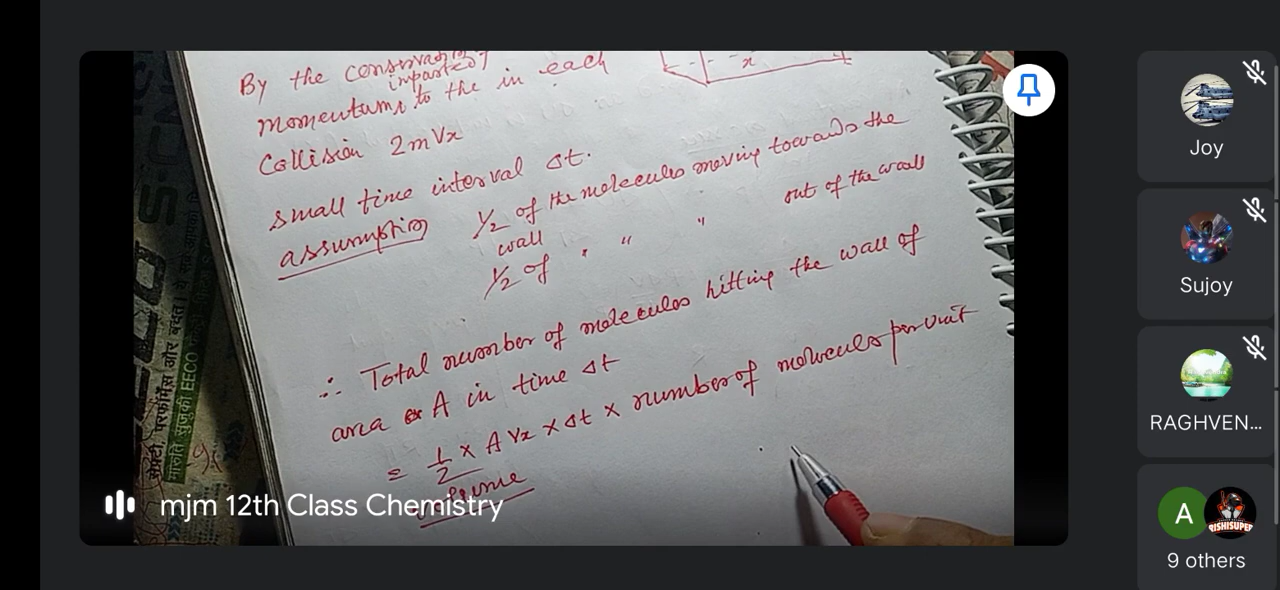 By the conservation of
imparted
momentum to the in each
Collision 2mVx
small time interval Δt.
assumption 1/2 of the molecules moving towards the
wall
1/2 of " " " out of the wall
∴ Total number of molecules hitting the wall of
area A in time Δt
= 1/2 × A Vx × Δt × number of molecules per unit
volume
mjm 12th Class Chemistry
Joy
Sujoy
RAGHVEN...
A
9 others